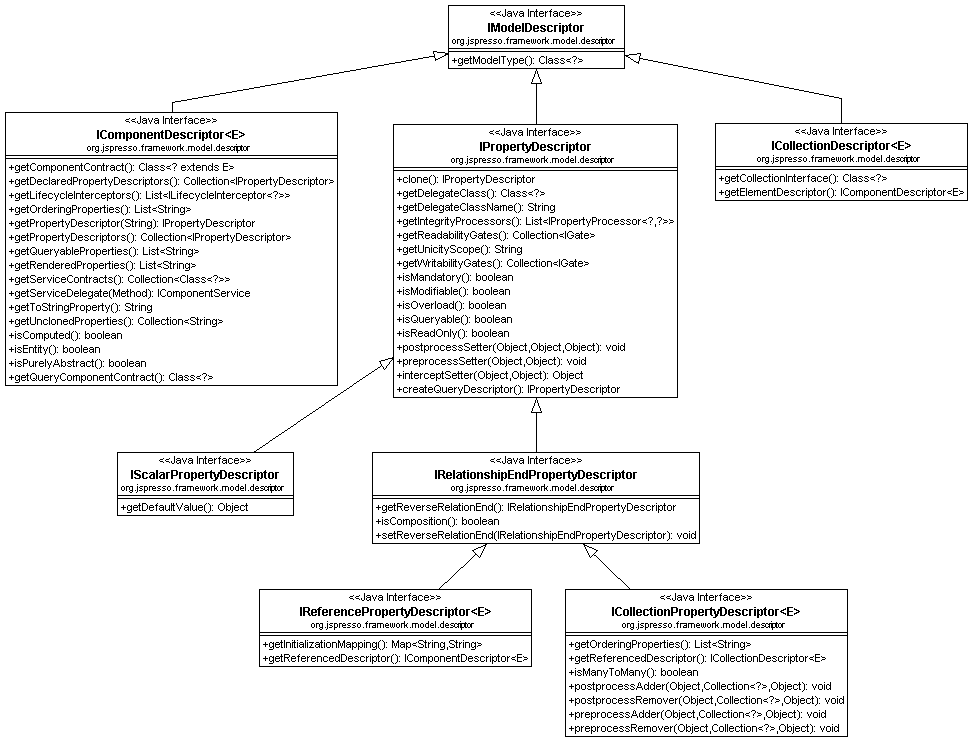 <<Java Interface>>
IModelDescriptor
org.jspresso.framework.model.descriptor
+getModelType(): Class<?>
<<Java Interface>>
IComponentDescriptor<E>
org.jspresso.framework.model.descriptor
+getComponentContract(): Class<? extends E>
+getDeclaredPropertyDescriptors(): Collection<IPropertyDescriptor>
+getLifecycleInterceptors(): List<ILifecycleInterceptor<?>>
+getOrderingProperties(): List<String>
+getPropertyDescriptor(String): IPropertyDescriptor
+getPropertyDescriptors(): Collection<IPropertyDescriptor>
+getQueryableProperties(): List<String>
+getRenderedProperties(): List<String>
+getServiceContracts(): Collection<Class<?>>
+getServiceDelegate(Method): IComponentService
+getToStringProperty(): String
+getUnclonedProperties(): Collection<String>
+isComputed(): boolean
+isEntity(): boolean
+isPurelyAbstract(): boolean
+getQueryComponentContract(): Class<?>
<<Java Interface>>
IPropertyDescriptor
org.jspresso.framework.model.descriptor
+clone(): IPropertyDescriptor
+getDelegateClass(): Class<?>
+getDelegateClassName(): String
+getIntegrityProcessors(): List<IPropertyProcessor<?,?>>
+getReadabilityGates(): Collection<IGate>
+getUnicityScope(): String
+getWritabilityGates(): Collection<IGate>
+isMandatory(): boolean
+isModifiable(): boolean
+isOverload(): boolean
+isQueryable(): boolean
+isReadOnly(): boolean
+postprocessSetter(Object,Object,Object): void
+preprocessSetter(Object,Object): void
+interceptSetter(Object,Object): Object
+createQueryDescriptor(): IPropertyDescriptor
<<Java Interface>>
ICollectionDescriptor<E>
org.jspresso.framework.model.descriptor
+getCollectionInterface(): Class<?>
+getElementDescriptor(): IComponentDescriptor<E>
<<Java Interface>>
IScalarPropertyDescriptor
org.jspresso.framework.model.descriptor
+getDefaultValue(): Object
<<Java Interface>>
IRelationshipEndPropertyDescriptor
org.jspresso.framework.model.descriptor
+getReverseRelationEnd(): IRelationshipEndPropertyDescriptor
+isComposition(): boolean
+setReverseRelationEnd(IRelationshipEndPropertyDescriptor): void
<<Java Interface>>
IReferencePropertyDescriptor<E>
org.jspresso.framework.model.descriptor
+getInitializationMapping(): Map<String,String>
+getReferencedDescriptor(): IComponentDescriptor<E>
<<Java Interface>>
ICollectionPropertyDescriptor<E>
org.jspresso.framework.model.descriptor
+getOrderingProperties(): List<String>
+getReferencedDescriptor(): ICollectionDescriptor<E>
+isManyToMany(): boolean
+postprocessAdder(Object,Collection<?>,Object): void
+postprocessRemover(Object,Collection<?>,Object): void
+preprocessAdder(Object,Collection<?>,Object): void
+preprocessRemover(Object,Collection<?>,Object): void